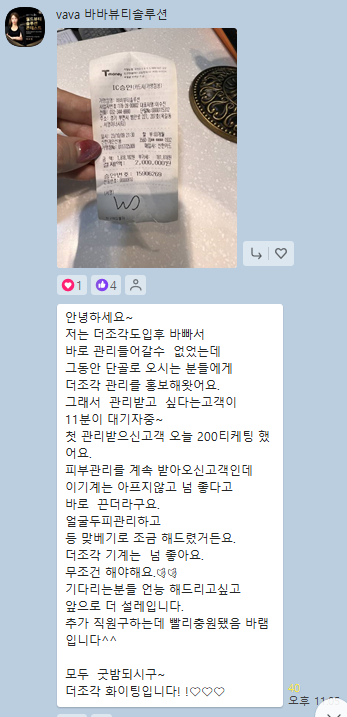 vava 바바뷰티솔루션
Tmoney
IC승인
7,000,000원
승인번호 : 15006769
1 4
안녕하세요~
저는 더조각도입후 바빠서
바로 관리들어갈수 없었는데
그동안 단골로 오시는 분들에게
더조각 관리를 홍보해왓어요.
그래서 관리받고 싶다는고객이
11분이 대기자중~
첫 관리받으신고객 오늘 200티케팅 했
어요.
피부관리를 계속 받아오신고객인데
이기계는 아프지않고 넘 좋다고
바로 끈더라구요.
얼굴두피관리하고
등 맞베기로 조금 해드렸거든요.
더조각 기계는 넘 좋아요.
무조건 해야해요.
기다리는분들 언능 해드리고싶고
앞으로 더 설레입니다.
추가 직원구하는데 빨리충원됐음 바램
입니다^^
모두 굿밤되시구~
더조각 화이팅입니다! !♡♡♡
40
오후